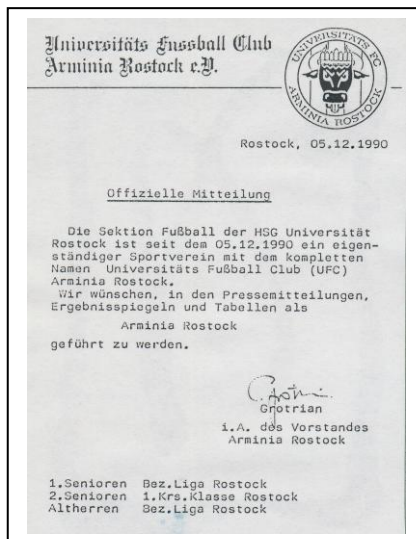 Universitäts Fussball Club
Arminia Rostock e.V.
UNIVERSITÄTS FC
ARMINIA ROSTOCK
Rostock, 05.12.1990
Offizielle Mitteilung
Die Sektion Fußball der HSG Universität
Rostock ist seit dem 05.12.1990 ein eigen-
ständiger Sportverein mit dem kompletten
Namen Universitäts Fußball Club (UFC)
Arminia Rostock.
Wir wünschen, in den Pressemitteilungen,
Ergebnisspiegeln und Tabellen als
Arminia Rostock
geführt zu werden.
Grotrian
i.A. des Vorstandes
Arminia Rostock
1.Senioren Bez.Liga Rostock
2.Senioren 1.Krs.Klasse Rostock
Altherren Bez.Liga Rostock